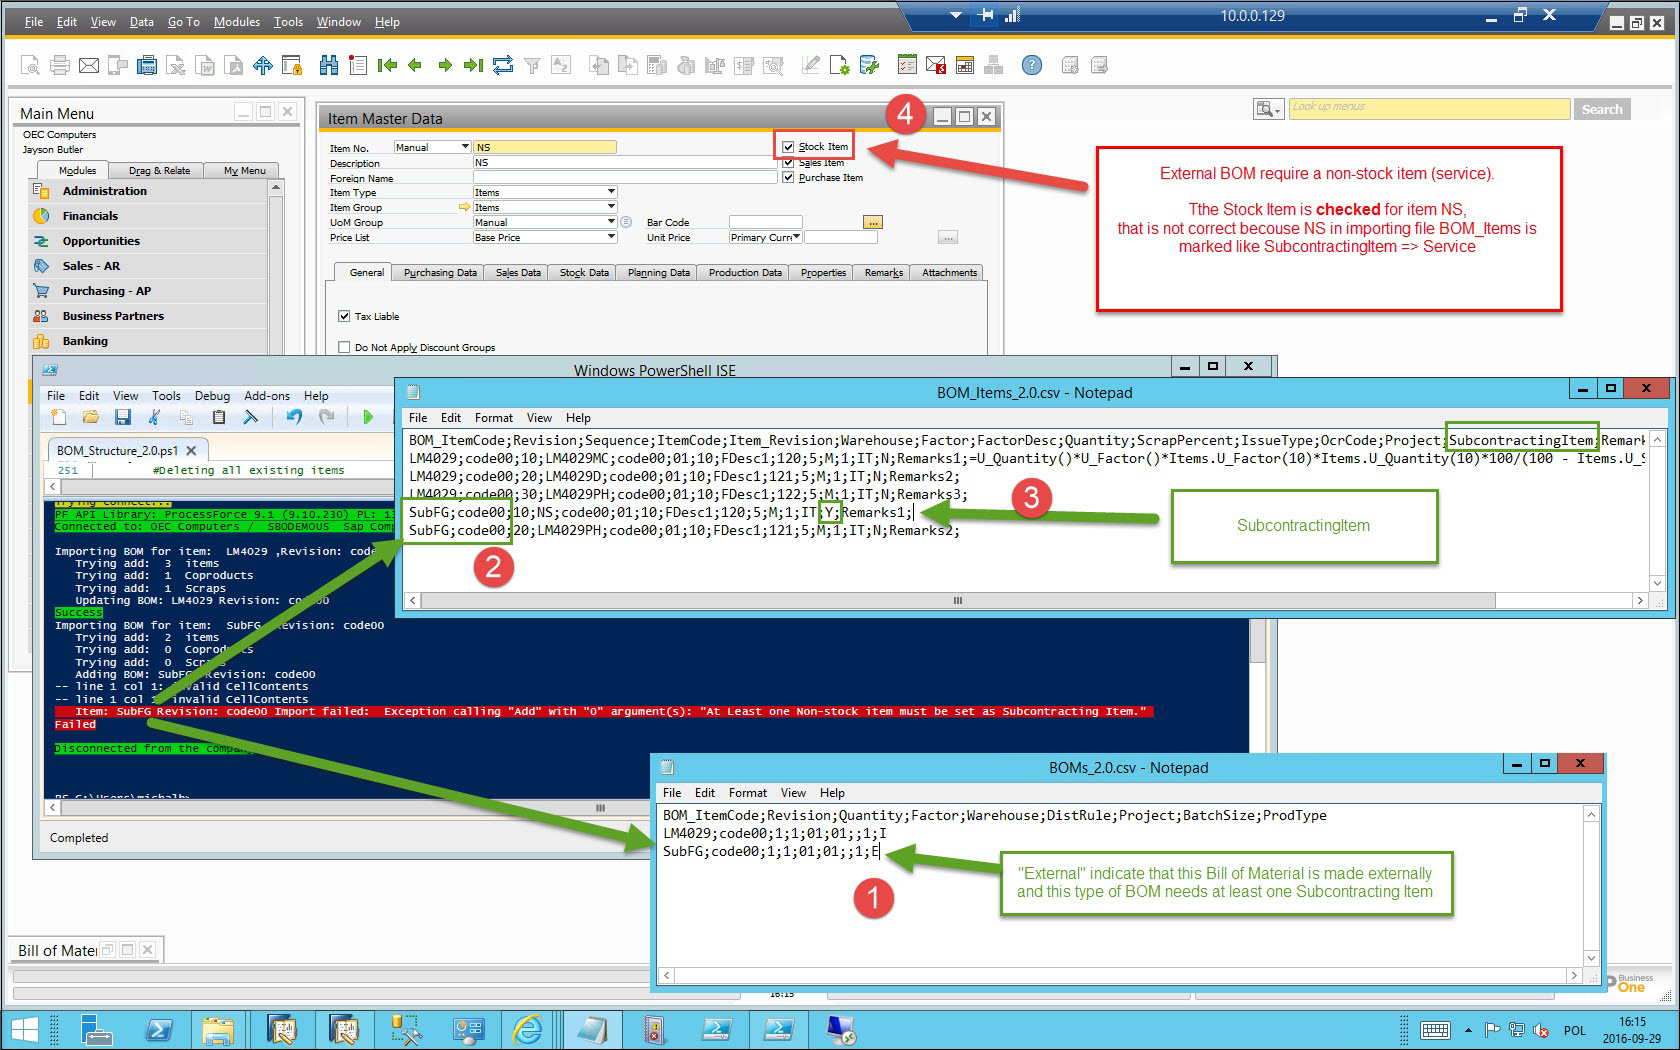 File Edit View Data Go To Modules Tools Window Help
10.0.0.129
Main Menu
OEC Computers
Jayson Butler
Modules Drag & Relate My Menu
Administration
Financials
Opportunities
Sales - AR
Purchasing - AP
Business Partners
Banking
Look up menus
Search
Item Master Data
4
Item No. Manual NS
Stock Item
Description NS
Sales Item
Foreign Name
Purchase Item
Item Type Items
Item Group Items
UoM Group Manual
Bar Code
...
Price List Base Price
Unit Price Primary Curr
...
General Purchasing Data Sales Data Stock Data Planning Data Production Data Properties Remarks Attachments
Tax Liable
Do Not Apply Discount Groups
External BOM require a non-stock item (service).
Tthe Stock Item is checked for item NS,
that is not correct becouse NS in importing file BOM_Items is
marked like SubcontractingItem => Service
Windows PowerShell ISE
File Edit View Tools Debug Add-ons Help
BOM_Structure_2.0.ps1
251 #Deleting all existing items
Trying connect...
PF API Library: ProcessForce 9.1 (9.10.230) PL: 1
Connected to: OEC Computers / SBODEMOUS Sap Comp
Importing BOM for item: LM4029 ,Revision: code
Trying add: 3 items
Trying add: 1 Coproducts
Trying add: 1 Scraps
Updating BOM: LM4029 Revision: code00
Success
Importing BOM for item: SubFG Revision: code00
Trying add: 2 items
Trying add: 0 Coproducts
Trying add: 0 Scraps
Adding BOM: SubFG Revision: code00
-- line 1 col 1: invalid CellContents
-- line 1 col 1: invalid CellContents
Item: SubFG Revision: code00 Import failed: Exception calling "Add" with "0" argument(s): "At Least one Non-stock item must be set as Subcontracting Item."
Failed
Disconnected from the company
PS C:\Users\michalb>
Completed
BOM_Items_2.0.csv - Notepad
File Edit Format View Help
BOM_ItemCode;Revision;Sequence;ItemCode;Item_Revision;Warehouse;Factor;FactorDesc;Quantity;ScrapPercent;IssueType;OcrCode;Project;SubcontractingItem;Remark
LM4029;code00;10;LM4029MC;code00;01;10;FDesc1;120;5;M;1;IT;N;Remarks1;=U_Quantity()*U_Factor()*Items.U_Factor(10)*Items.U_Quantity(10)*100/(100 - Items.U_S
LM4029;code00;20;LM4029D;code00;01;10;FDesc1;121;5;M;1;IT;N;Remarks2;
LM4029;code00;30;LM4029PH;code00;01;10;FDesc1;122;5;M;1;IT;N;Remarks3;
SubFG;code00;10;NS;code00;01;10;FDesc1;120;5;M;1;IT;Y;Remarks1;
SubFG;code00;20;LM4029PH;code00;01;10;FDesc1;121;5;M;1;IT;N;Remarks2;
3
SubcontractingItem
2
BOMs_2.0.csv - Notepad
File Edit Format View Help
BOM_ItemCode;Revision;Quantity;Factor;Warehouse;DistRule;Project;BatchSize;ProdType
LM4029;code00;1;1;01;01;;1;I
SubFG;code00;1;1;01;01;;1;E
1
"External" indicate that this Bill of Material is made externally
and this type of BOM needs at least one Subcontracting Item
Bill of Mater
16:15
Business
One
POL
16:15
2016-09-29